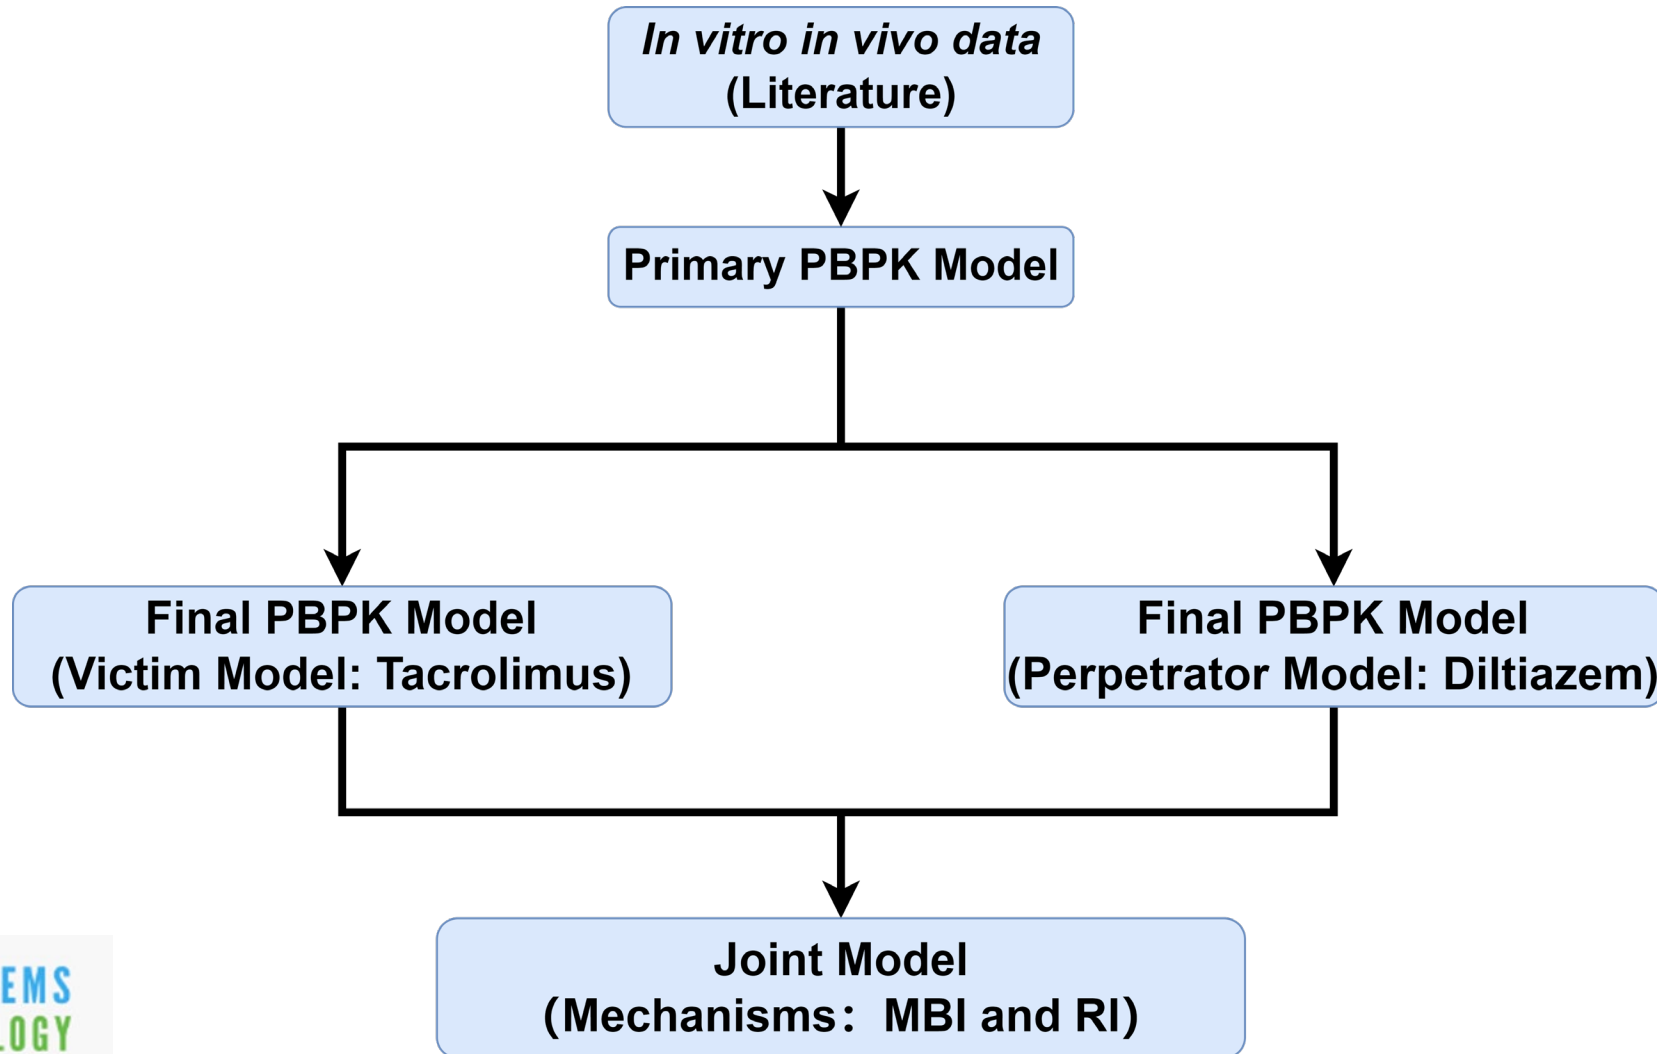 In vitro in vivo data
(Literature)
Primary PBPK Model
Final PBPK Model
(Victim Model: Tacrolimus)
Final PBPK Model
(Perpetrator Model: Diltiazem)
Joint Model
(Mechanisms： MBI and RI)
EMS
OGY